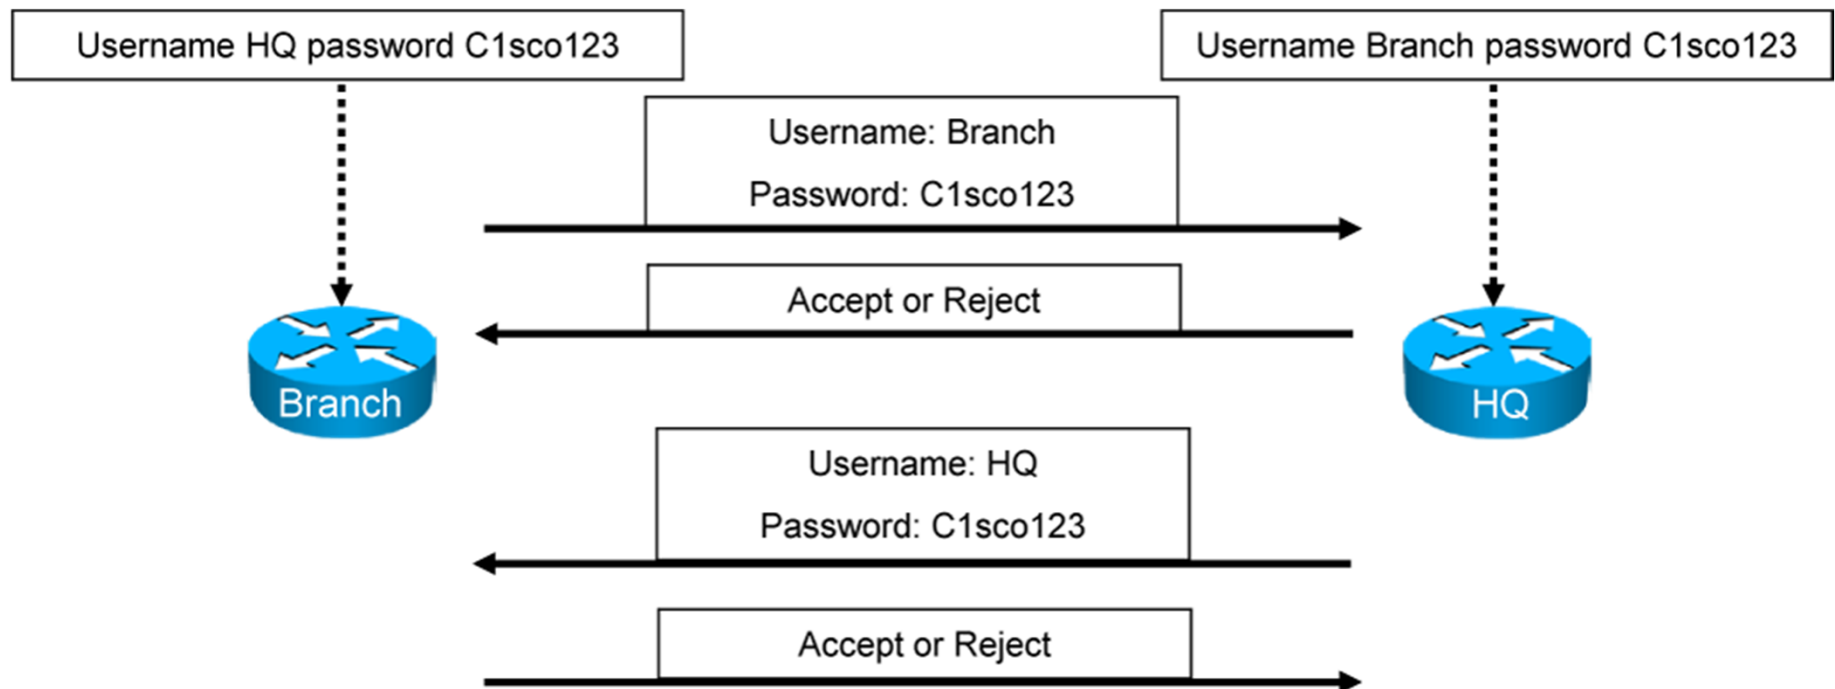 Username HQ password C1sco123
Username Branch password C1sco123
Username: Branch
Password: C1sco123
Accept or Reject
Branch
HQ
Username: HQ
Password: C1sco123
Accept or Reject